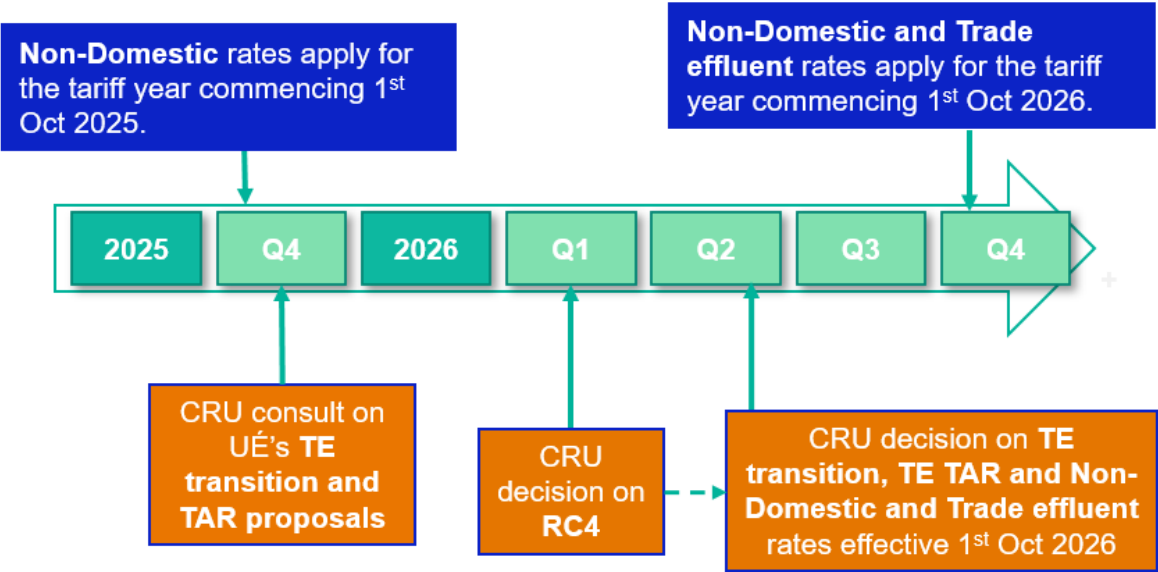 Non-Domestic rates apply for
the tariff year commencing 1st
Oct 2025.
Non-Domestic and Trade
effluent rates apply for the tariff
year commencing 1st Oct 2026.
2025
Q4
2026
Q1
Q2
Q3
Q4
CRU consult on
UÉ's TE
transition and
TAR proposals
CRU
decision on
RC4
CRU decision on TE
transition, TE TAR and Non-
Domestic and Trade effluent
rates effective 1st Oct 2026